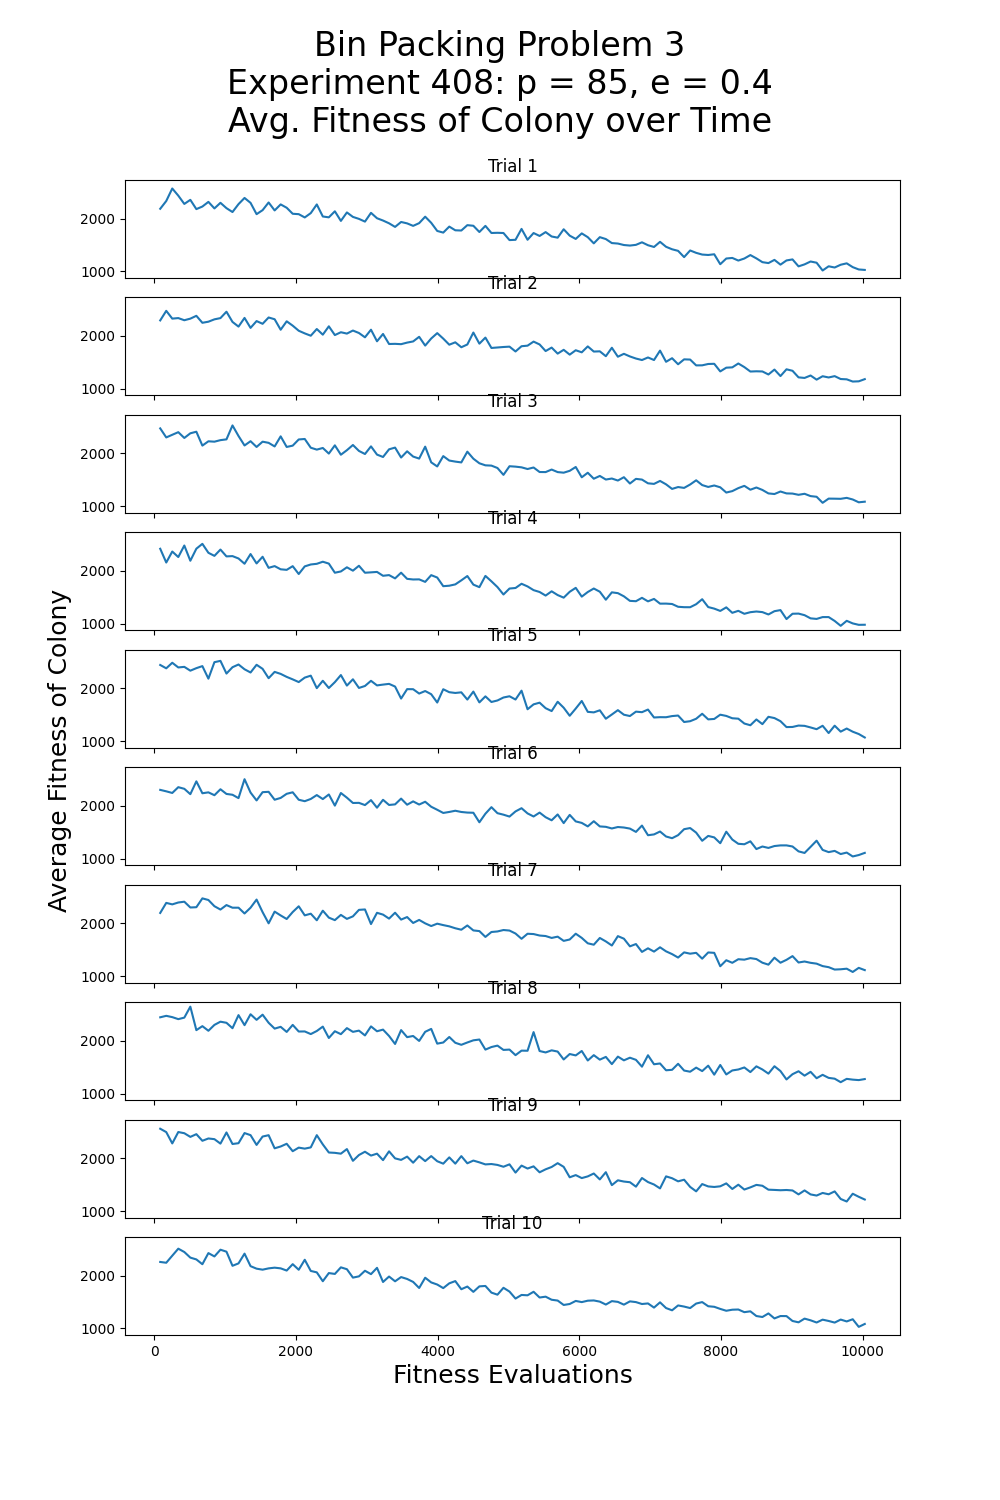 Bin Packing Problem 3
Experiment 408: p = 85, e = 0.4
Avg. Fitness of Colony over Time
Trial 1
2000
1000
Trial 2
2000
1000
Trial 3
2000
1000
Trial 4
2000
1000
Trial 5
2000
1000
Trial 6
2000
1000
Trial 7
2000
1000
Trial 8
2000
1000
Trial 9
2000
1000
Trial 10
2000
1000
0 2000 4000 6000 8000 10000
Fitness Evaluations
Average Fitness of Colony